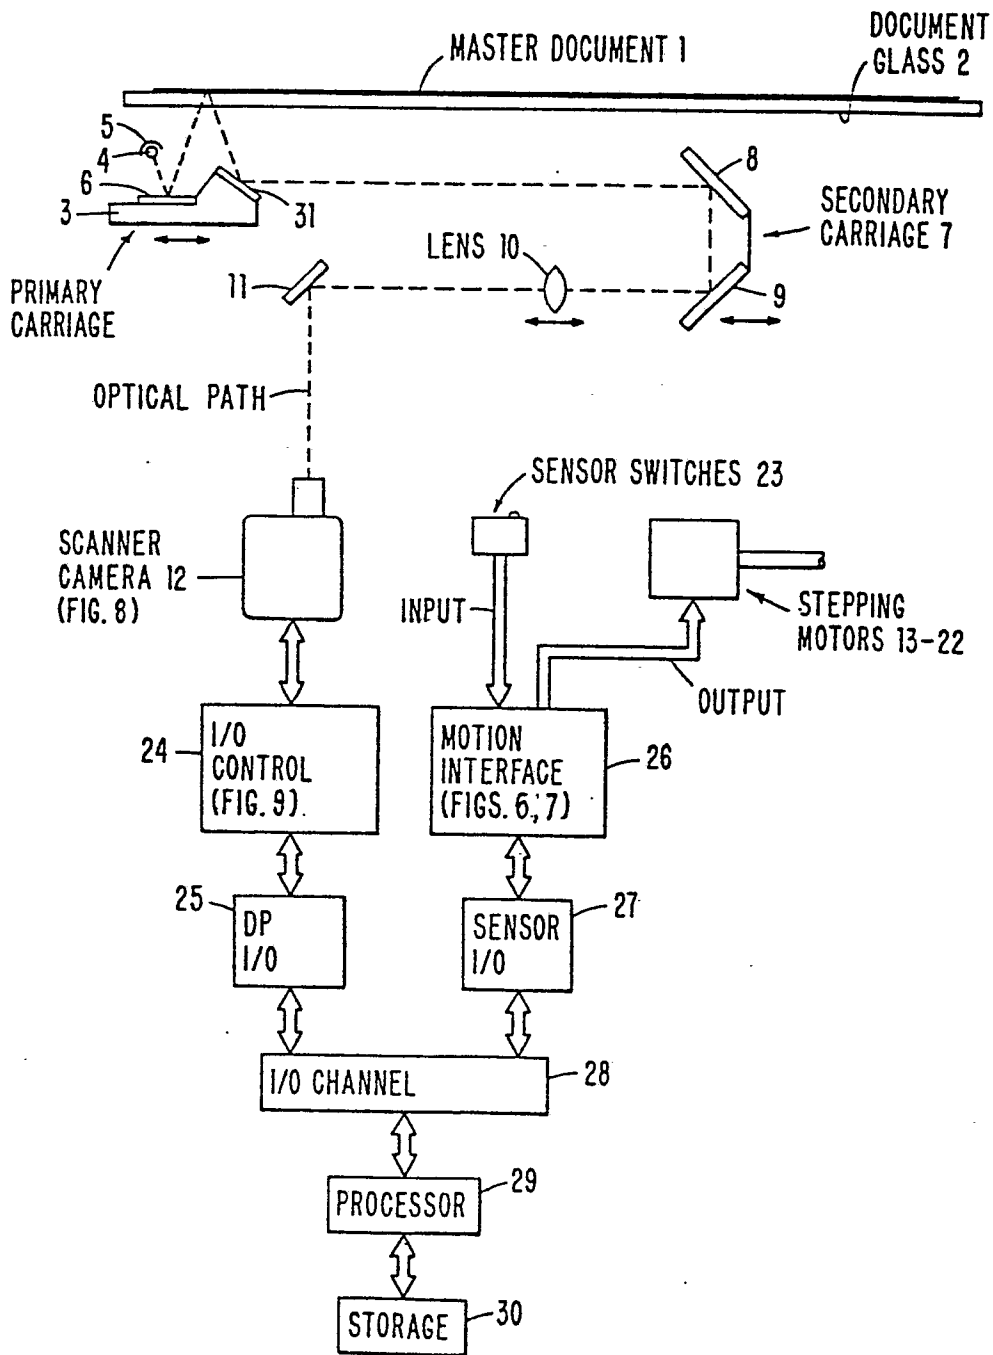 MASTER DOCUMENT 1
DOCUMENT
GLASS 2
5
4
6
3
31
8
SECONDARY
CARRIAGE 7
LENS 10
11
9
PRIMARY
CARRIAGE
OPTICAL PATH
SENSOR SWITCHES 23
SCANNER
CAMERA 12
(FIG. 8)
INPUT
STEPPING
MOTORS 13-22
OUTPUT
24
I/O
CONTROL
(FIG. 9).
MOTION
INTERFACE
(FIGS. 6, 7)
26
25
DP
I/O
SENSOR
I/O
27
I/O CHANNEL
28
PROCESSOR
29
STORAGE
30